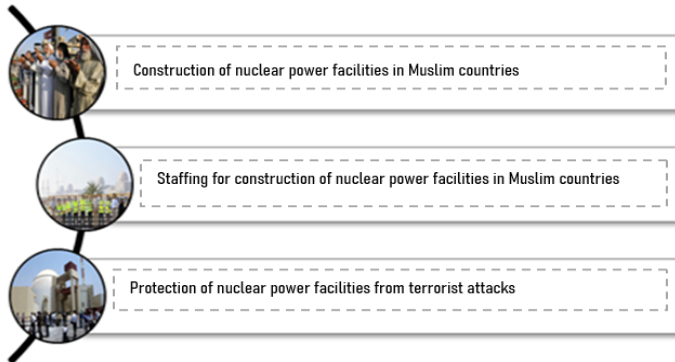 Construction of nuclear power facilities in Muslim countries
Staffing for construction of nuclear power facilities in Muslim countries
Protection of nuclear power facilities from terrorist attacks